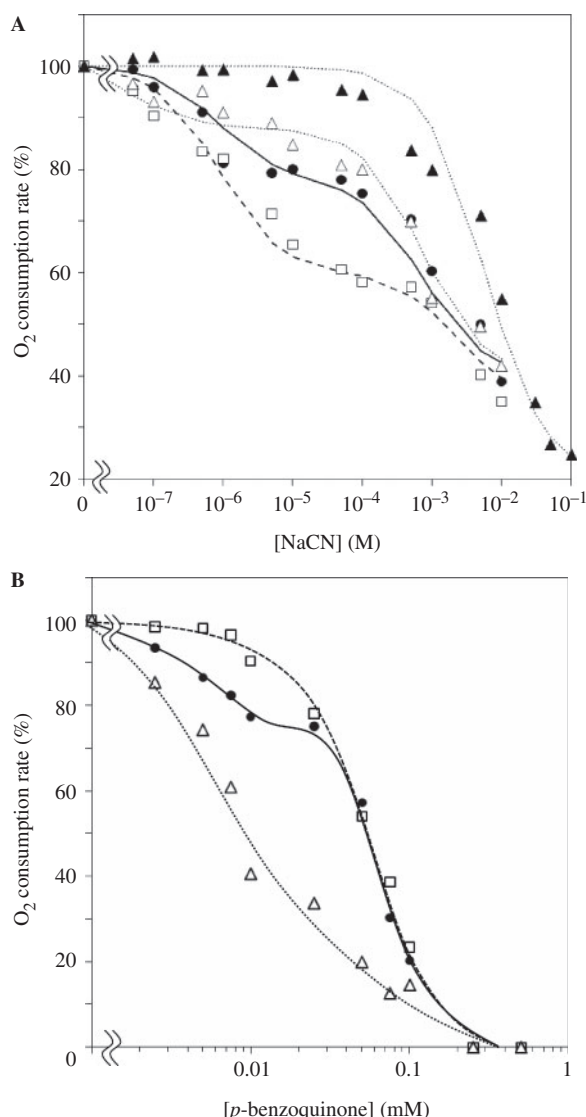 A
100
80
60
40
20
O₂ consumption rate (%)
0 10⁻⁷ 10⁻⁶ 10⁻⁵ 10⁻⁴ 10⁻³ 10⁻² 10⁻¹
[NaCN] (M)
B
100
80
60
40
20
0
O₂ consumption rate (%)
0.01 0.1 1
[p-benzoquinone] (mM)